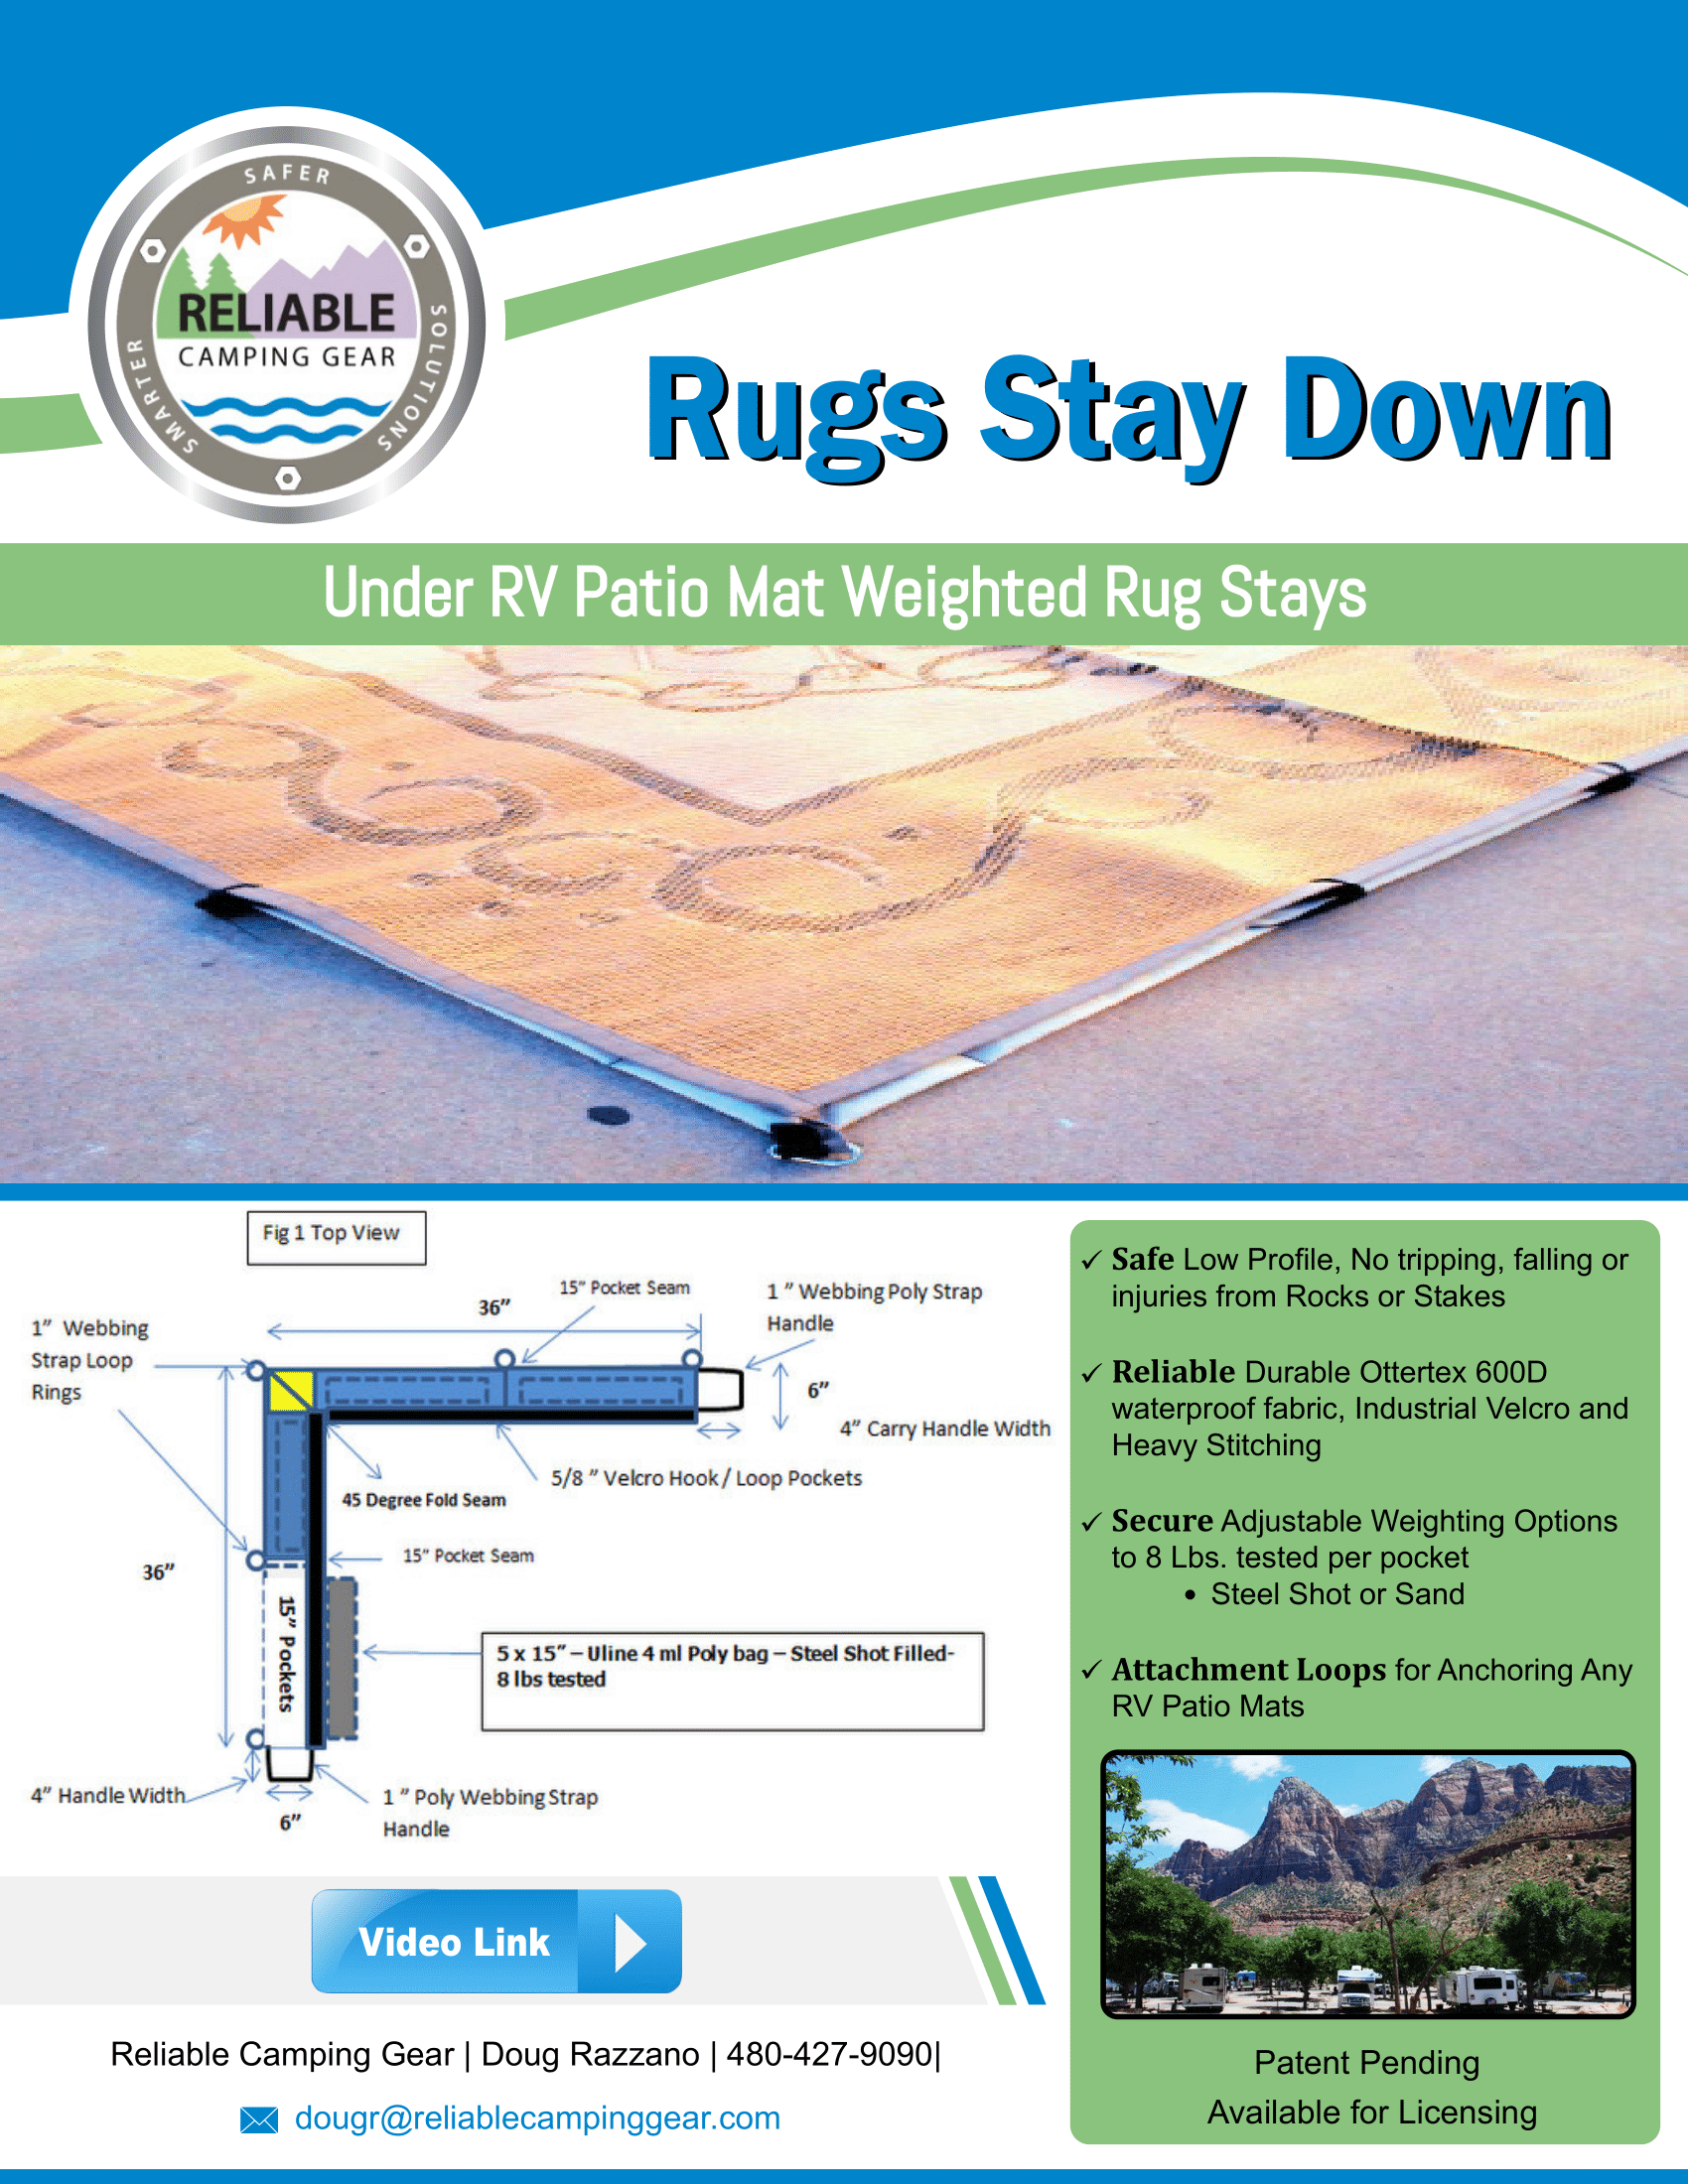 SAFER
SMARTER
SOLUTIONS
RELIABLE
CAMPING GEAR
Rugs Stay Down
Under RV Patio Mat Weighted Rug Stays
Fig 1 Top View
36”
15” Pocket Seam
1 ” Webbing Poly Strap
Handle
1”  Webbing
Strap Loop
Rings
6”
4” Carry Handle Width
5/8 ” Velcro Hook / Loop Pockets
45 Degree Fold Seam
15” Pocket Seam
36”
15” Pockets
5 x 15” – Uline 4 ml Poly bag – Steel Shot Filled-
8 lbs tested
4” Handle Width
6”
1 ” Poly Webbing Strap
Handle
✓ Safe Low Profile, No tripping, falling or
injuries from Rocks or Stakes
✓ Reliable Durable Ottertex 600D
waterproof fabric, Industrial Velcro and
Heavy Stitching
✓ Secure Adjustable Weighting Options
to 8 Lbs. tested per pocket
• Steel Shot or Sand
✓ Attachment Loops for Anchoring Any
RV Patio Mats
Patent Pending
Available for Licensing
Video Link
Reliable Camping Gear | Doug Razzano | 480-427-9090|
dougr@reliablecampinggear.com